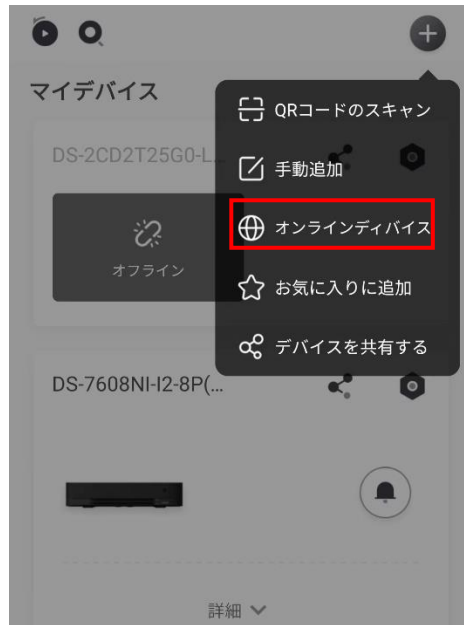 マイデバイス
QRコードのスキャン
DS-2CD2T25G0-L...
手動追加
オンラインディバイス
オフライン
お気に入りに追加
デバイスを共有する
DS-7608NI-I2-8P(...
詳細